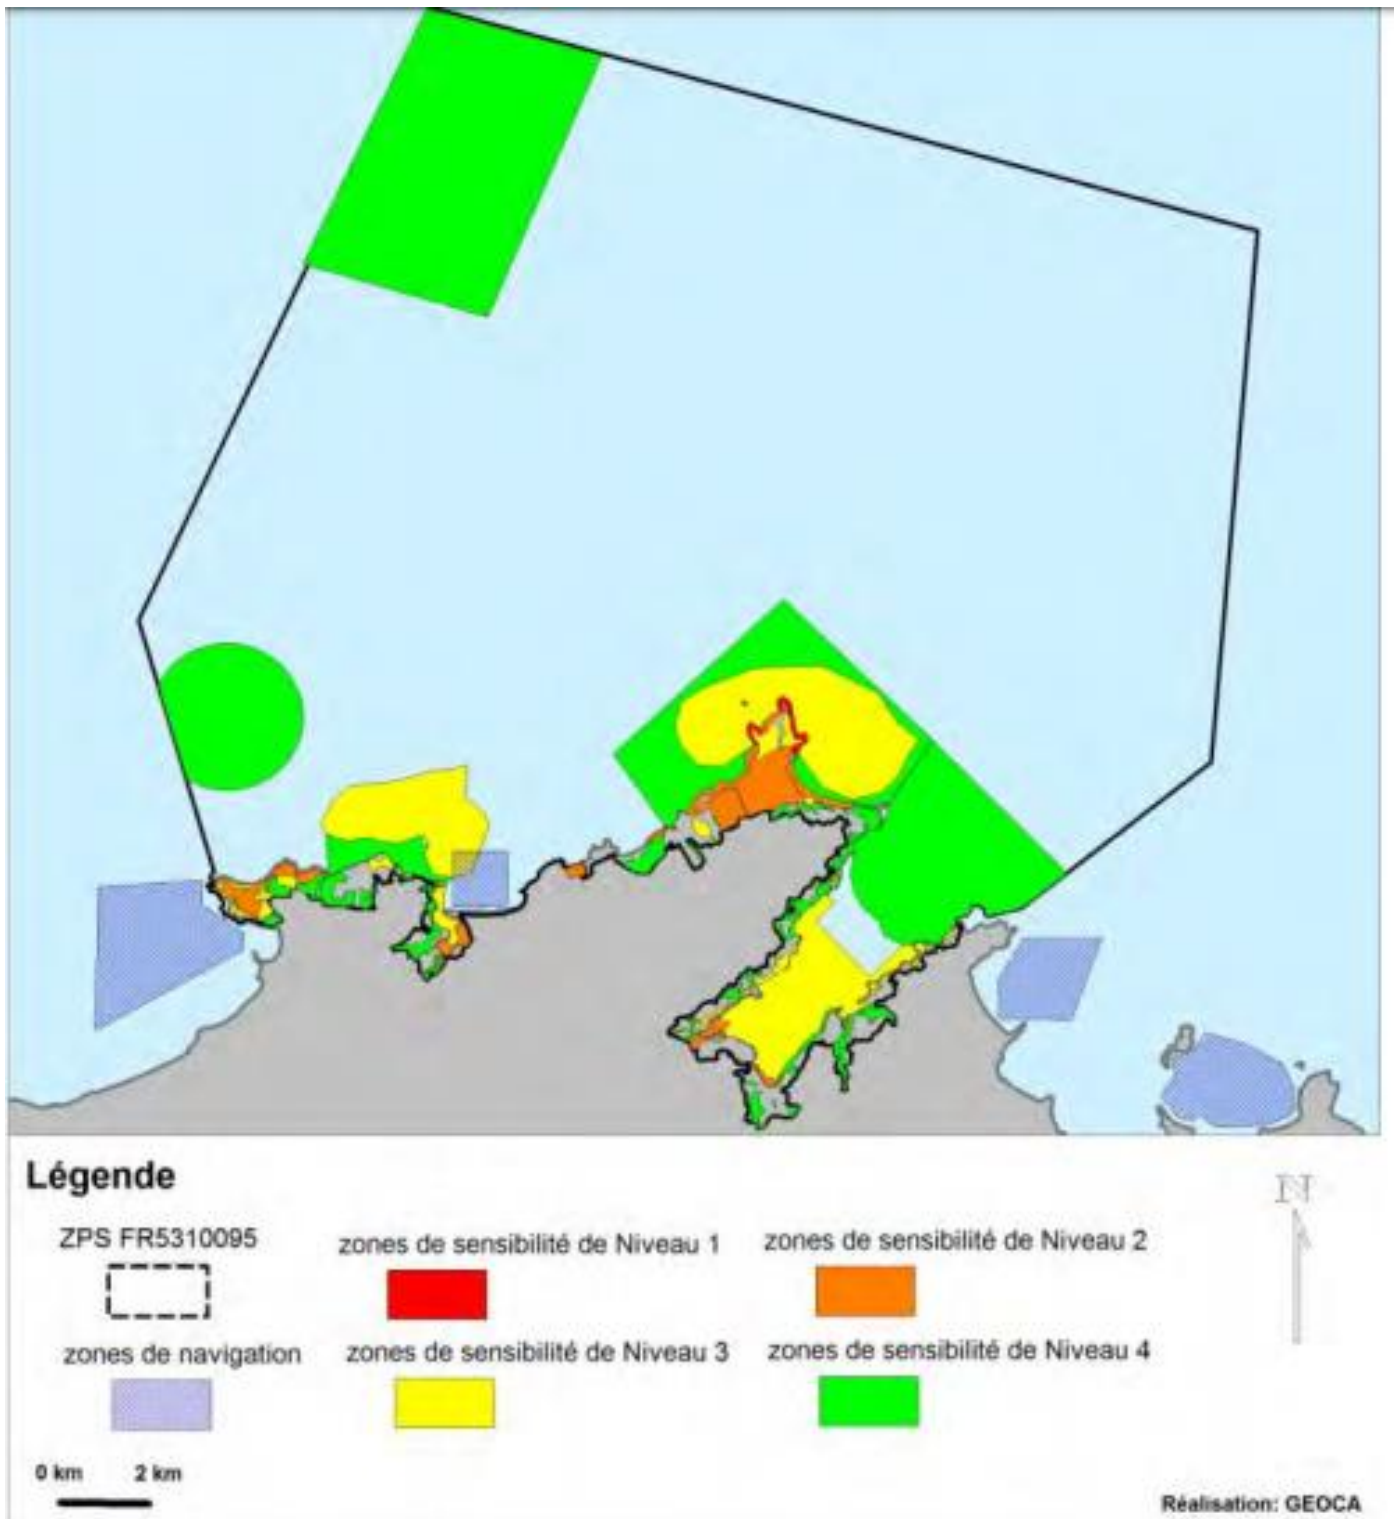 Légende
N
ZPS FR5310095
zones de sensibilité de Niveau 1
zones de sensibilité de Niveau 2
zones de navigation
zones de sensibilité de Niveau 3
zones de sensibilité de Niveau 4
0 km 2 km
Réalisation: GEOCA